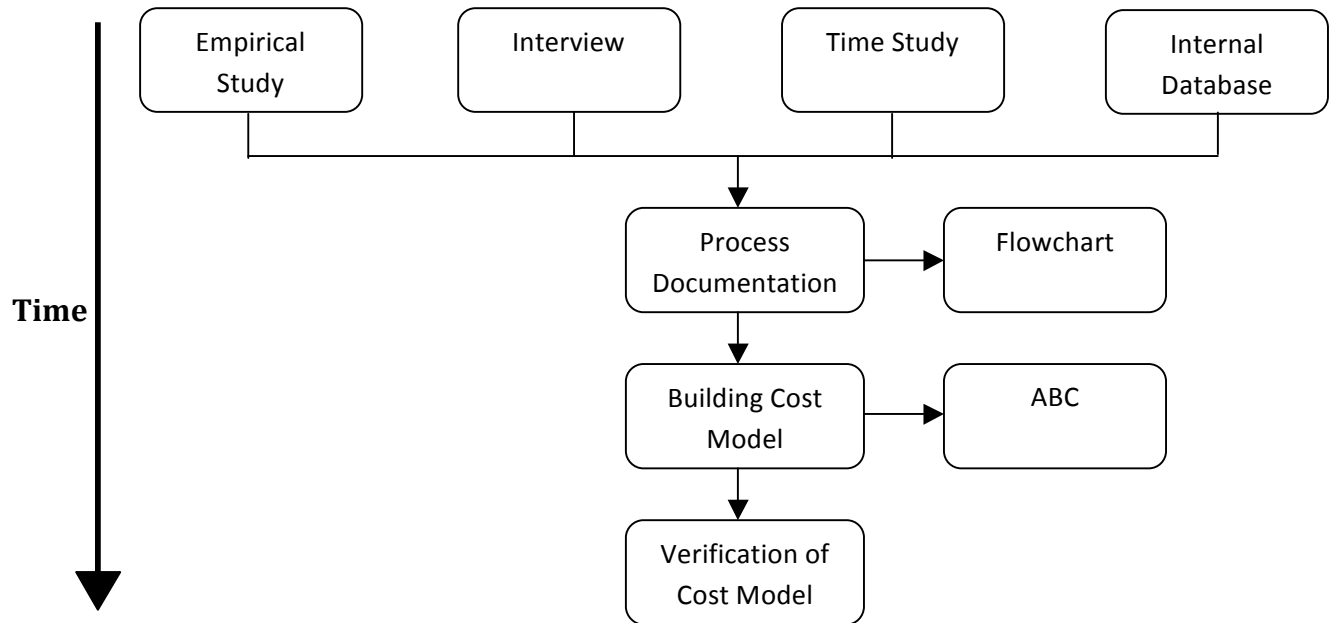 Empirical
Study
Interview
Time Study
Internal
Database
Process
Documentation
Flowchart
Time
Building Cost
Model
ABC
Verification of
Cost Model